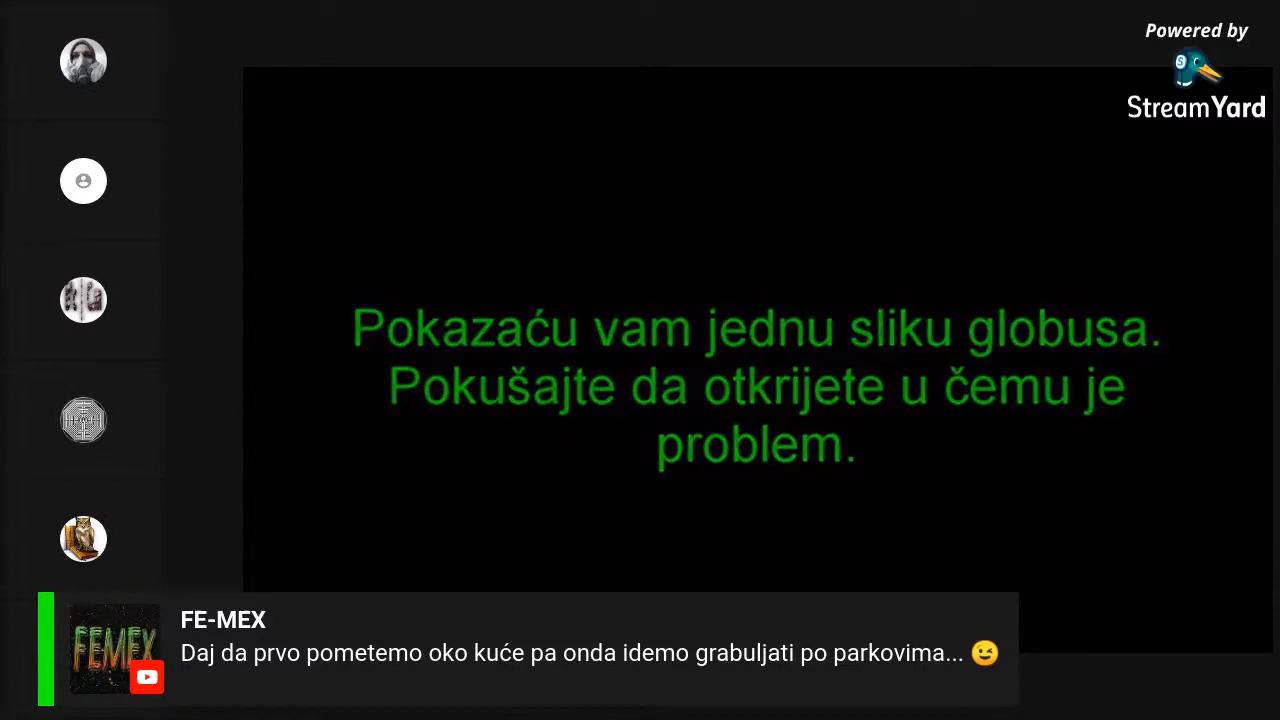 Powered by
StreamYard
Pokazaću vam jednu sliku globusa.
Pokušajte da otkrijete u čemu je
problem.
FEMEX
FE-MEX
Daj da prvo pometemo oko kuće pa onda idemo grabuljati po parkovima... 😉